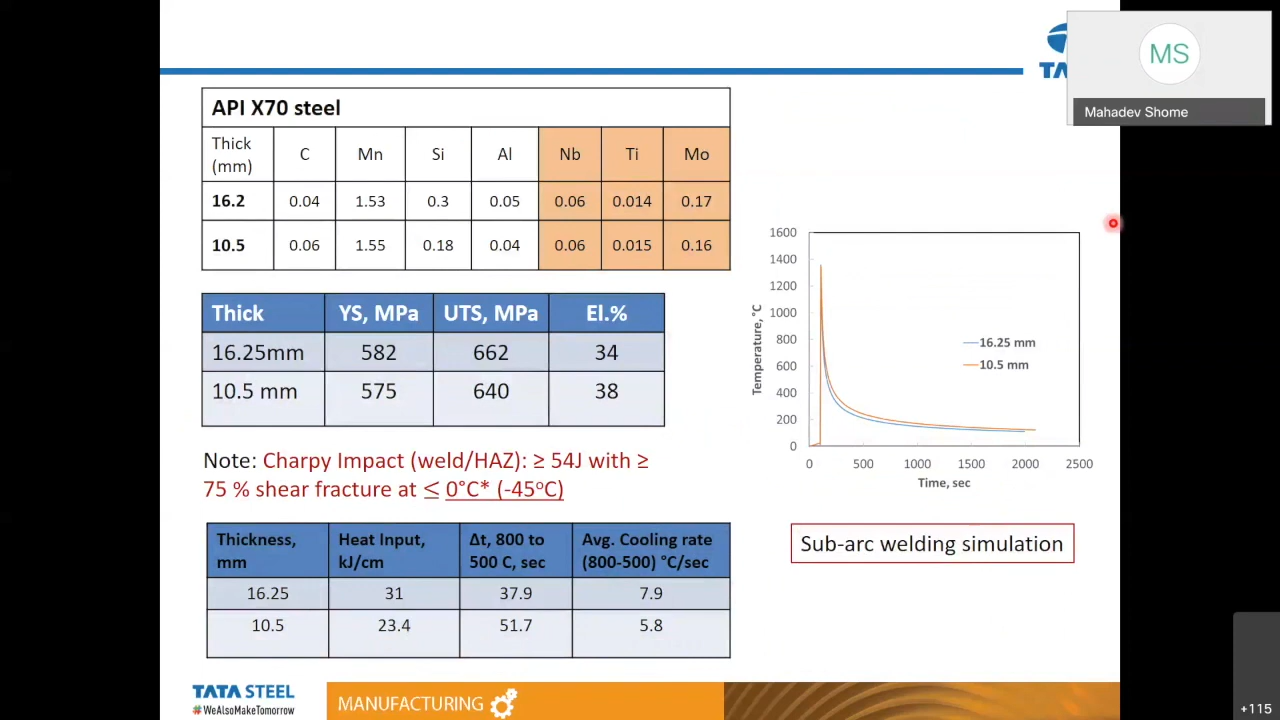 TA
MS
Mahadev Shome
API X70 steel
Thick (mm) C Mn Si Al Nb Ti Mo
16.2 0.04 1.53 0.3 0.05 0.06 0.014 0.17
10.5 0.06 1.55 0.18 0.04 0.06 0.015 0.16
Thick YS, MPa UTS, MPa El.%
16.25mm 582 662 34
10.5 mm 575 640 38
Note: Charpy Impact (weld/HAZ): ≥ 54J with ≥
75 % shear fracture at ≤ 0°C* (-45°C)
Thickness, mm Heat Input, kJ/cm Δt, 800 to 500 C, sec Avg. Cooling rate (800-500) °C/sec
16.25 31 37.9 7.9
10.5 23.4 51.7 5.8
1600
1400
1200
1000
800
600
400
200
0
Temperature, °C
16.25 mm
10.5 mm
0 500 1000 1500 2000 2500
Time, sec
Sub-arc welding simulation
TATA STEEL
#WeAlsoMakeTomorrow
MANUFACTURING
+115